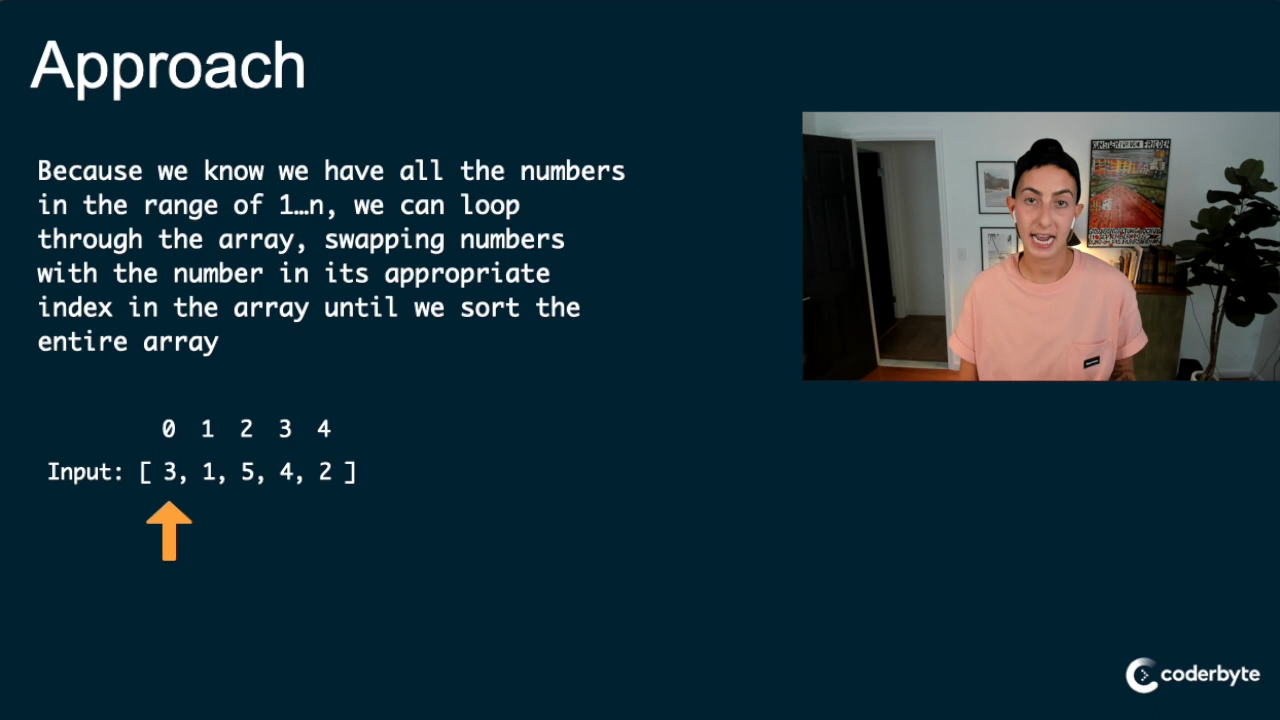 Approach
Because we know we have all the numbers
in the range of 1…n, we can loop
through the array, swapping numbers
with the number in its appropriate
index in the array until we sort the
entire array
0 1 2 3 4
Input: [ 3, 1, 5, 4, 2 ]
coderbyte